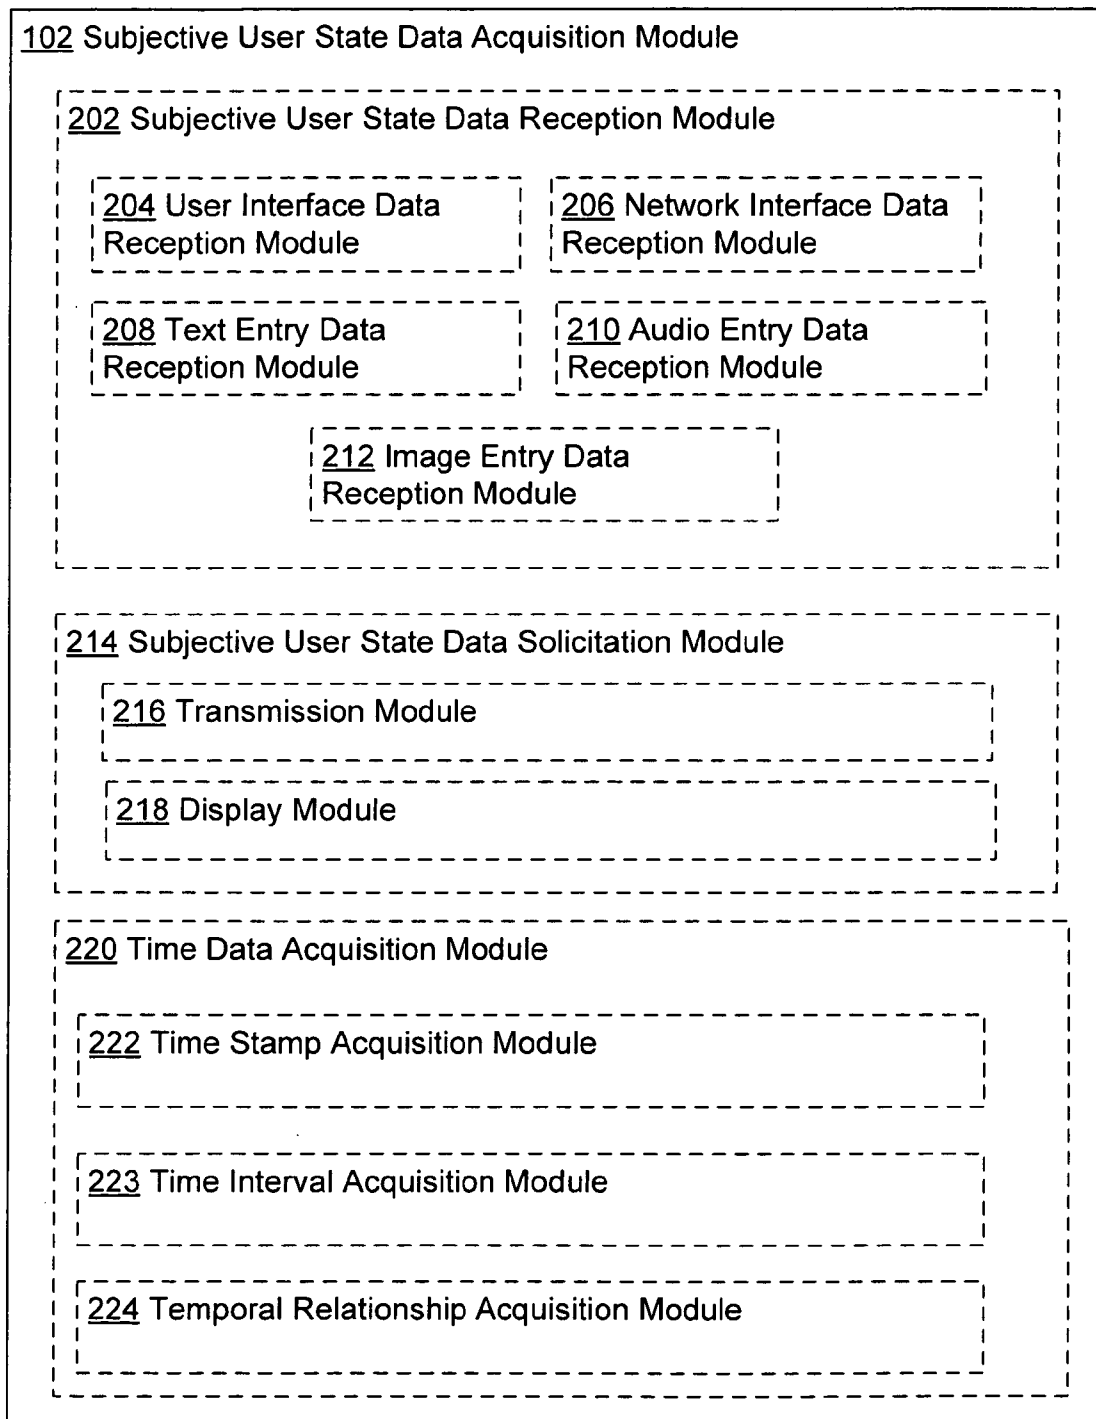 102 Subjective User State Data Acquisition Module
202 Subjective User State Data Reception Module
204 User Interface Data
Reception Module
206 Network Interface Data
Reception Module
208 Text Entry Data
Reception Module
210 Audio Entry Data
Reception Module
212 Image Entry Data
Reception Module
214 Subjective User State Data Solicitation Module
216 Transmission Module
218 Display Module
220 Time Data Acquisition Module
222 Time Stamp Acquisition Module
223 Time Interval Acquisition Module
224 Temporal Relationship Acquisition Module